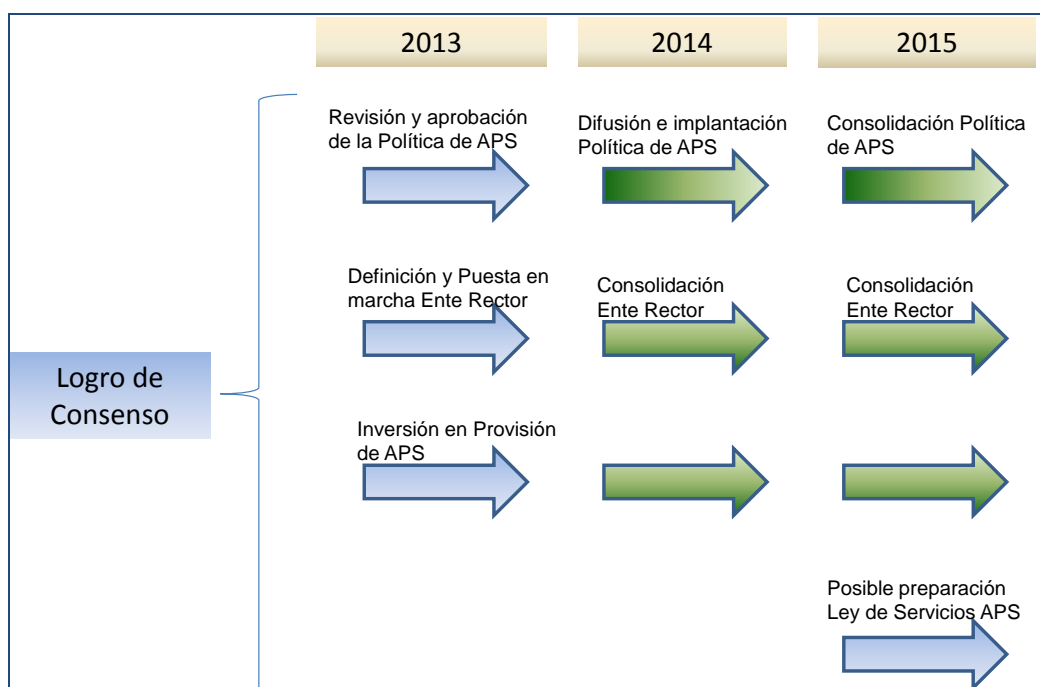 2013
2014
2015
Revisión y aprobación
de la Política de APS
Difusión e implantación
Política de APS
Consolidación Política
de APS
Definición y Puesta en
marcha Ente Rector
Consolidación
Ente Rector
Consolidación
Ente Rector
Logro de
Consenso
Inversión en Provisión
de APS
Posible preparación
Ley de Servicios APS